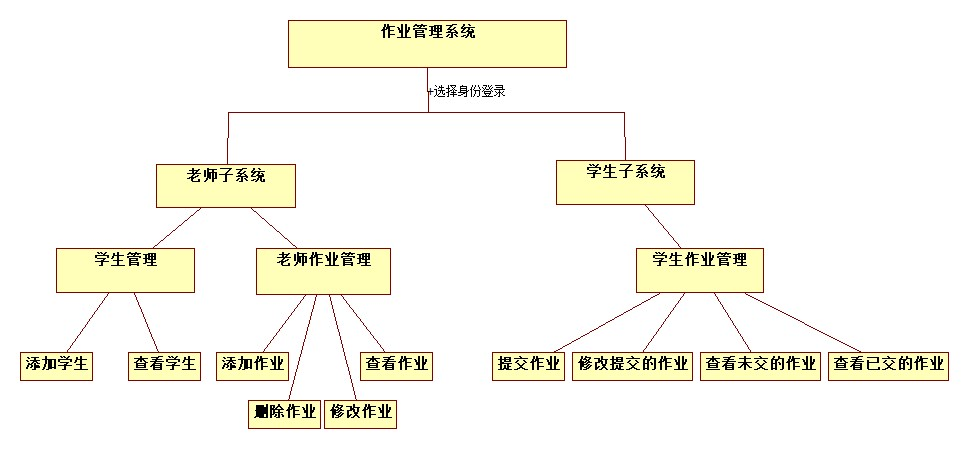 作业管理系统
+选择身份登录
老师子系统
学生子系统
学生管理
老师作业管理
学生作业管理
添加学生
查看学生
添加作业
查看作业
提交作业
修改提交的作业
查看未交的作业
查看已交的作业
删除作业
修改作业